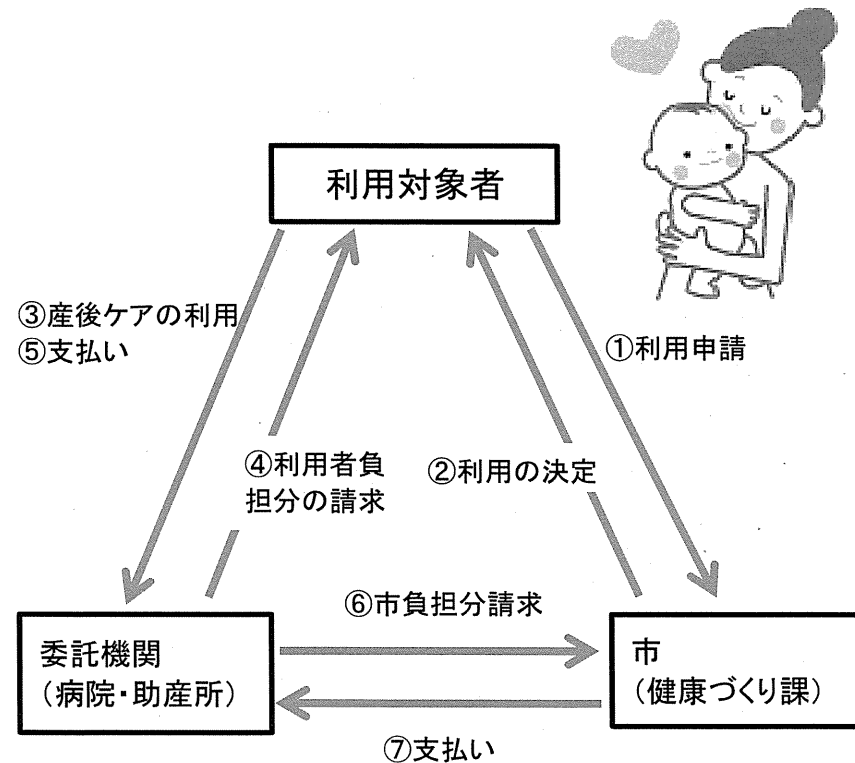 利用対象者
③産後ケアの利用
⑤支払い
①利用申請
④利用者負
担分の請求
②利用の決定
⑥市負担分請求
委託機関
（病院・助産所）
市
（健康づくり課）
⑦支払い